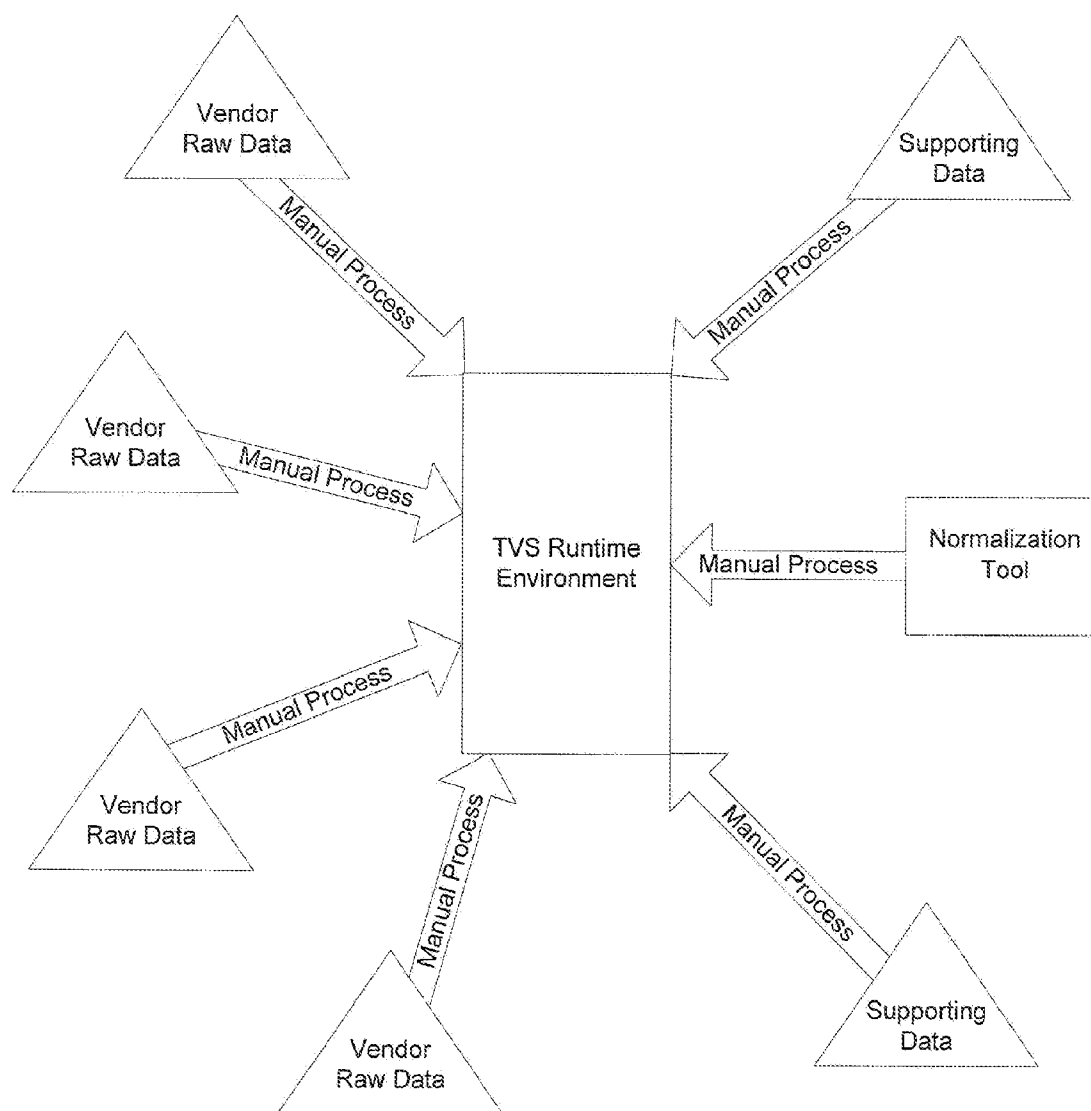 Vendor
Raw Data
Manual Process
Supporting
Data
Manual Process
Vendor
Raw Data
Manual Process
TVS Runtime
Environment
Manual Process
Normalization
Tool
Manual Process
Vendor
Raw Data
Manual Process
Vendor
Raw Data
Manual Process
Supporting
Data